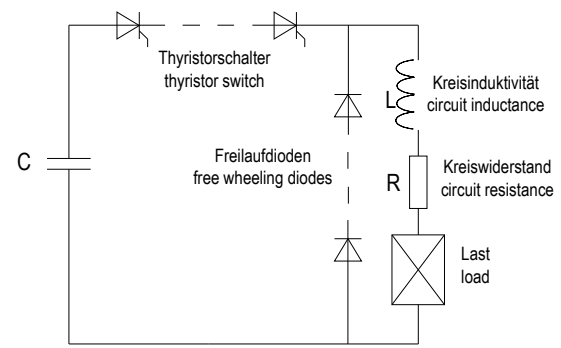 Thyristorschalter
thyristor switch
L
Kreisinduktivität
circuit inductance
C
Freilaufdioden
free wheeling diodes
R
Kreiswiderstand
circuit resistance
Last
load